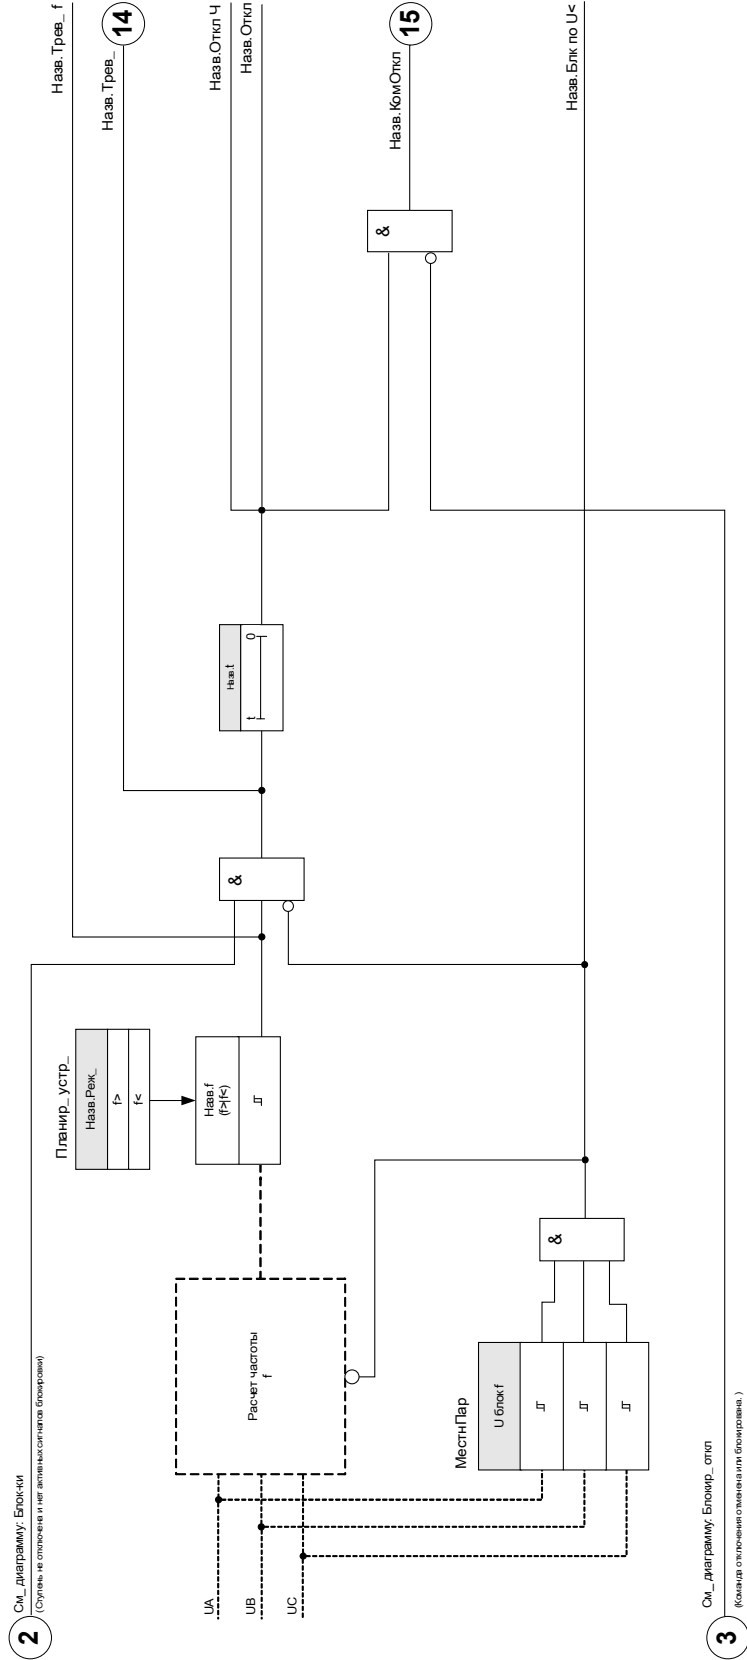 2
См_ диаграмму: Блок-ки
(Ступень не отключена и нет активных сигналов блокировки)
Планир_ устр_
Назв.Реж_
f>
f<
Назв.f
(f>|f<)
Расчет частоты
f
UA
UB
UC
МестнПар
U блок f
&
&
Назв.t
t
0
&
Назв.Трев_ f
Назв.Трев_
14
Назв.Откл Ч
Назв.Откл
Назв.КомОткл
15
Назв.Блк по U<
3
См_ диаграмму: Блокир_ откл
(Команда отключения отменена или блокирована. )